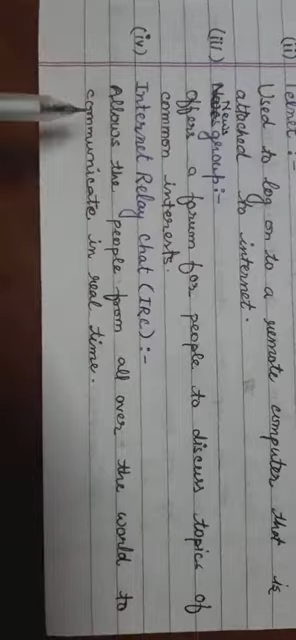 (ii) elnet :-
Used to log on to a remote computer that is
attached to internet.
(iii) News group :-
Offers a forum for people to discuss topics of
common interest.
(iv) Internet Relay Chat (IRC) :-
Allows the people from all over the world to
communicate in real time.